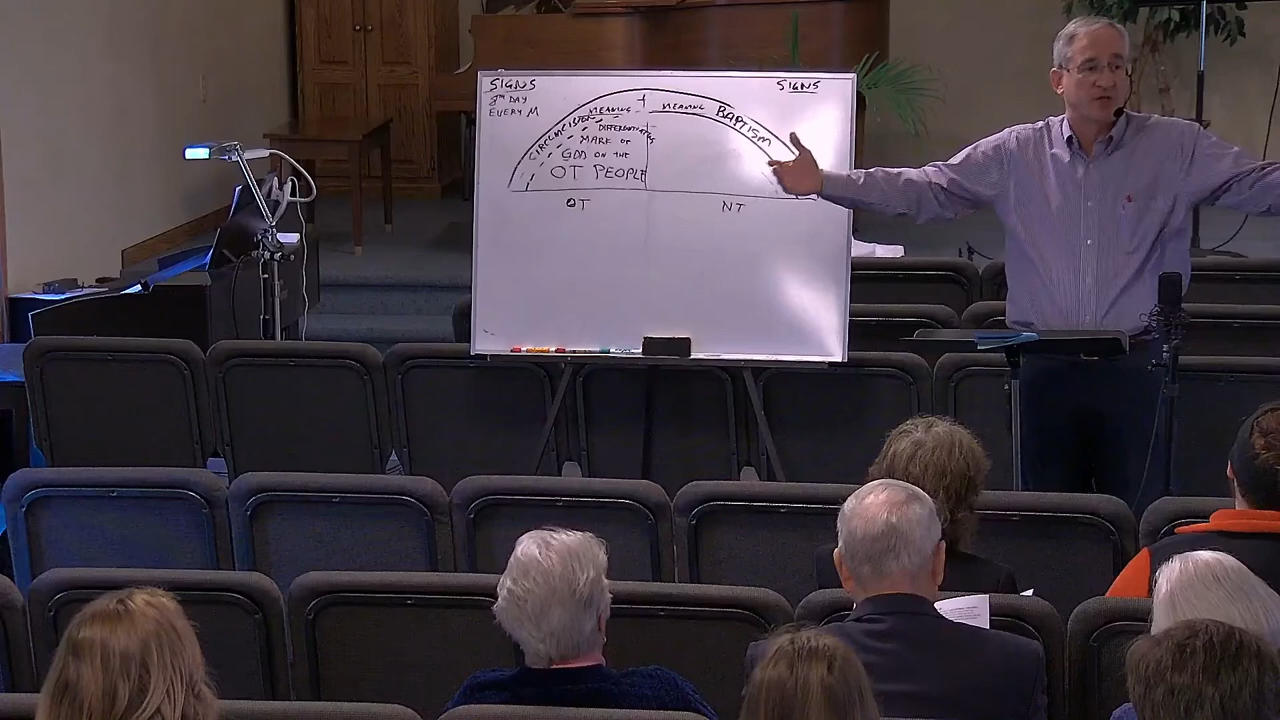 SIGNS
8TH DAY
EVERY M
SIGNS
CIRCUMCISION
MEANING
MEANING
BAPTISM
DIFFERENTIATES
MARK OF
GOD ON THE
OT PEOPLE
OT
NT